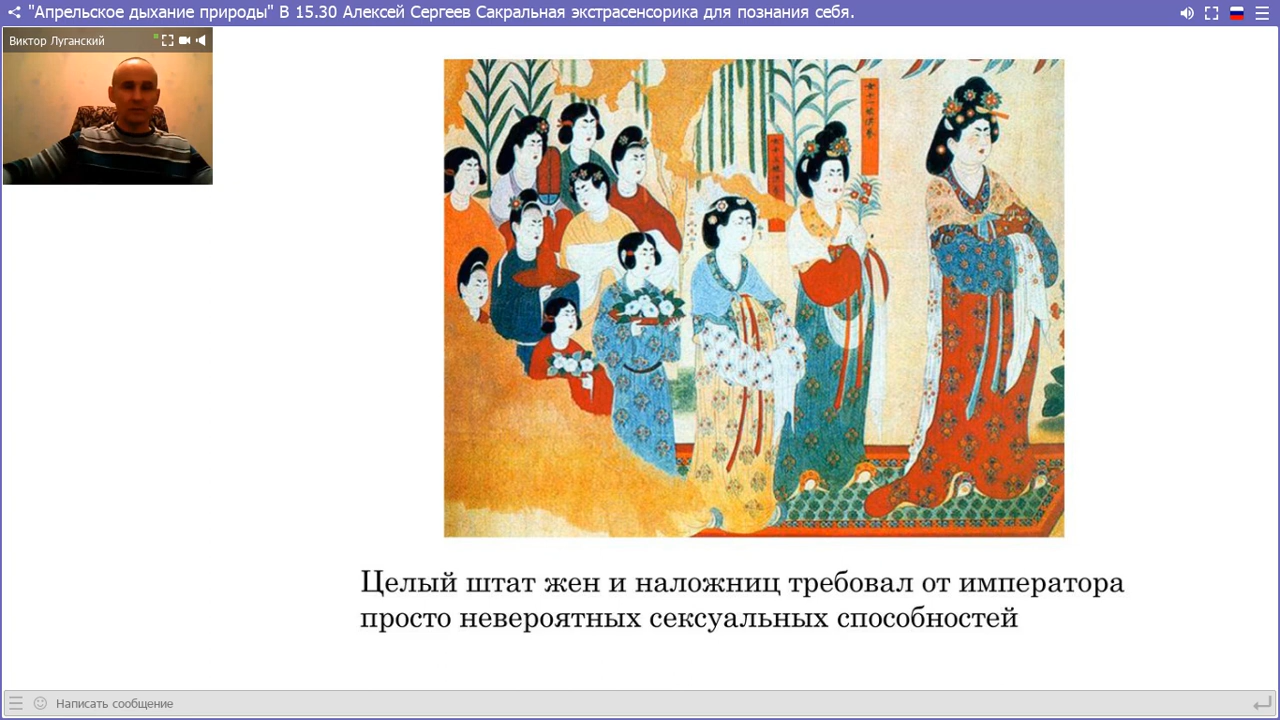 "Апрельское дыхание природы" В 15.30 Алексей Сергеев Сакральная экстрасенсорика для познания себя.
Виктор Луганский
Целый штат жен и наложниц требовал от императора
просто невероятных сексуальных способностей
Написать сообщение